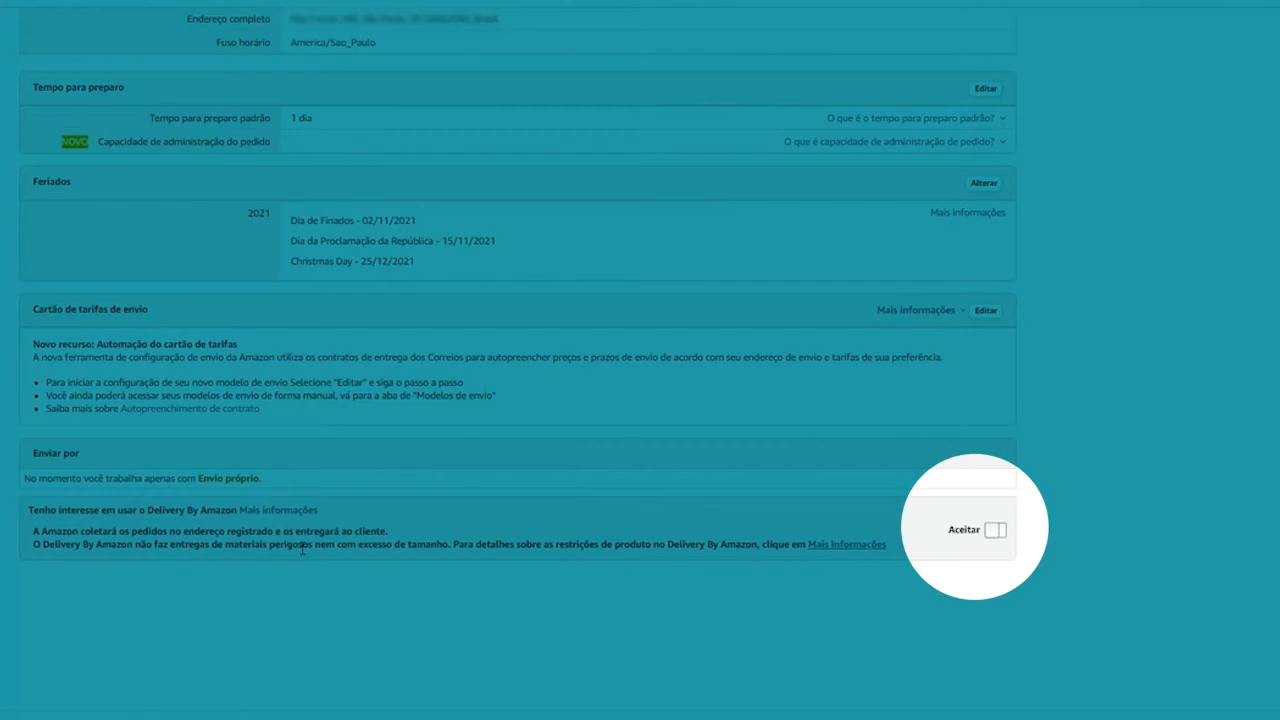 Endereço completo
Fuso horário America/Sao_Paulo
Tempo para preparo Editar
Tempo para preparo padrão 1 dia O que é o tempo para preparo padrão?
NOVO Capacidade de administração do pedido O que é capacidade de administração de pedido?
Feriados Alterar
2021 Mais informações
Dia de Finados - 02/11/2021
Dia da Proclamação da República - 15/11/2021
Christmas Day - 25/12/2021
Cartão de tarifas de envio Mais informações Editar
Novo recurso: Automação do cartão de tarifas
A nova ferramenta de configuração de envio da Amazon utiliza os contratos de entrega dos Correios para autopreencher preços e prazos de envio de acordo com seu endereço de envio e tarifas de sua preferência.
• Para iniciar a configuração de seu novo modelo de envio Selecione "Editar" e siga o passo a passo
• Você ainda poderá acessar seus modelos de envio de forma manual, vá para a aba de "Modelos de envio"
• Saiba mais sobre Autopreenchimento de contrato
Enviar por
No momento você trabalha apenas com Envio próprio.
Tenho interesse em usar o Delivery By Amazon Mais informações
A Amazon coletará os pedidos no endereço registrado e os entregará ao cliente.
O Delivery By Amazon não faz entregas de materiais perigosos nem com excesso de tamanho. Para detalhes sobre as restrições de produto no Delivery By Amazon, clique em Mais informações
Aceitar